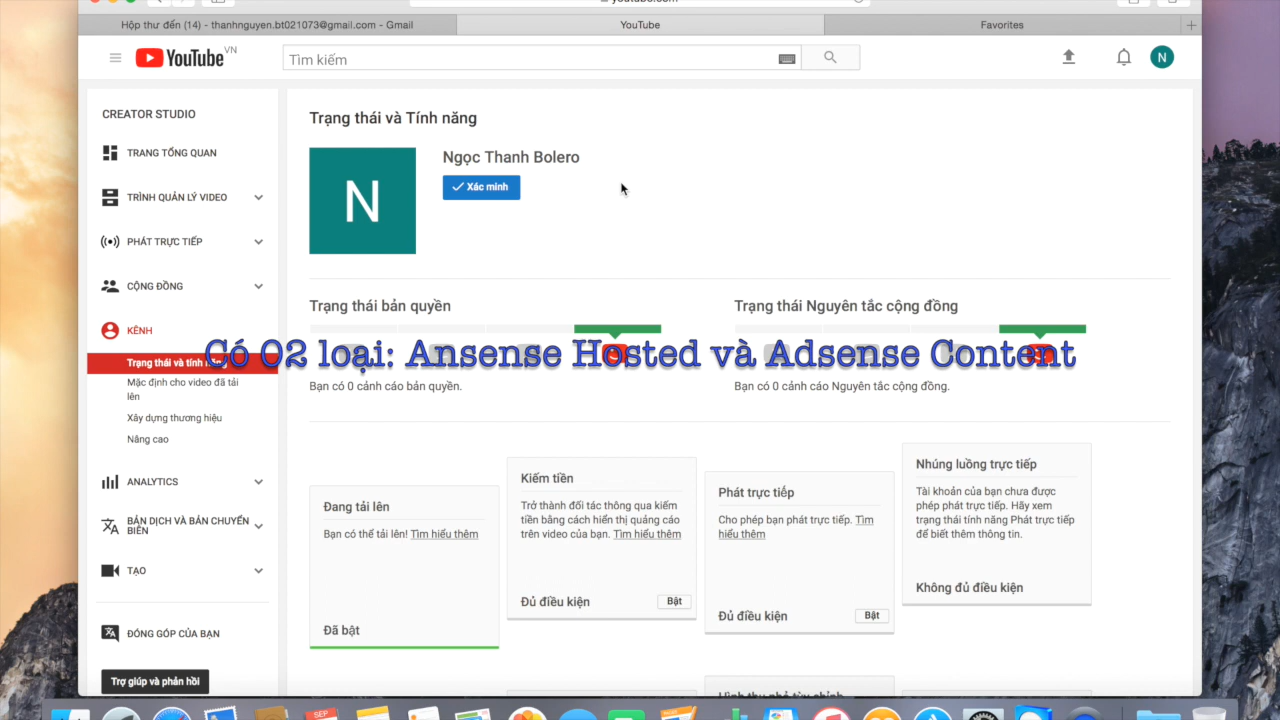 Hộp thư đến (14) - thanhnguyen.bt021073@gmail.com - Gmail
YouTube
Favorites
YouTube VN
Tìm kiếm
N
CREATOR STUDIO
TRANG TỔNG QUAN
TRÌNH QUẢN LÝ VIDEO
PHÁT TRỰC TIẾP
CỘNG ĐỒNG
KÊNH
Trạng thái và tính năng
Mặc định cho video đã tải
lên
Xây dựng thương hiệu
Nâng cao
ANALYTICS
BẢN DỊCH VÀ BẢN CHUYỂN
BIÊN
TẠO
ĐÓNG GÓP CỦA BẠN
Trợ giúp và phản hồi
Trạng thái và Tính năng
N
Ngọc Thanh Bolero
Xác minh
Trạng thái bản quyền
Bạn có 0 cảnh cáo bản quyền.
Trạng thái Nguyên tắc cộng đồng
Bạn có 0 cảnh cáo Nguyên tắc cộng đồng.
Có 02 loại: Ansense Hosted và Adsense Content
Đang tải lên
Bạn có thể tải lên! Tìm hiểu thêm
Đã bật
Kiếm tiền
Trở thành đối tác thông qua kiếm
tiền bằng cách hiển thị quảng cáo
trên video của bạn. Tìm hiểu thêm
Đủ điều kiện
Bật
Phát trực tiếp
Cho phép bạn phát trực tiếp. Tìm
hiểu thêm
Đủ điều kiện
Bật
Nhúng luồng trực tiếp
Tài khoản của bạn chưa được
phép phát trực tiếp. Hãy xem
trạng thái tính năng Phát trực tiếp
để biết thêm thông tin.
Không đủ điều kiện
SEP